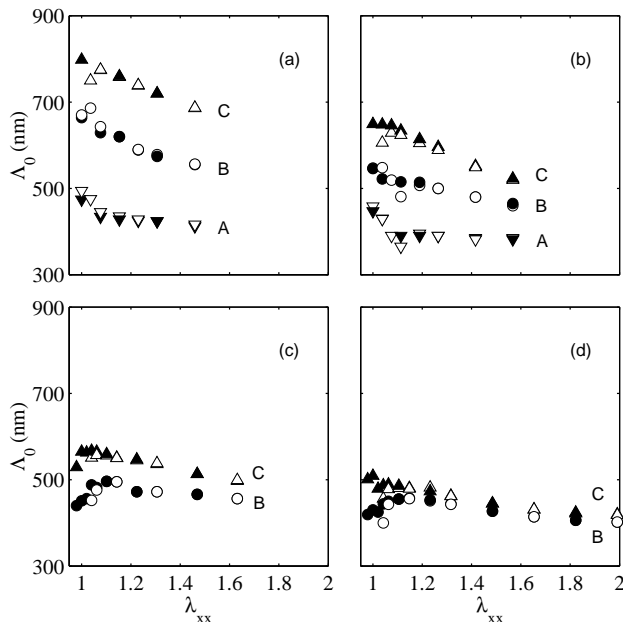 900
700
500
300
Λ₀ (nm)
(a)
C
B
A
(b)
C
B
A
900
700
500
300
Λ₀ (nm)
(c)
C
B
(d)
C
B
1 1.2 1.4 1.6 1.8 2
λxx
1 1.2 1.4 1.6 1.8 2
λxx